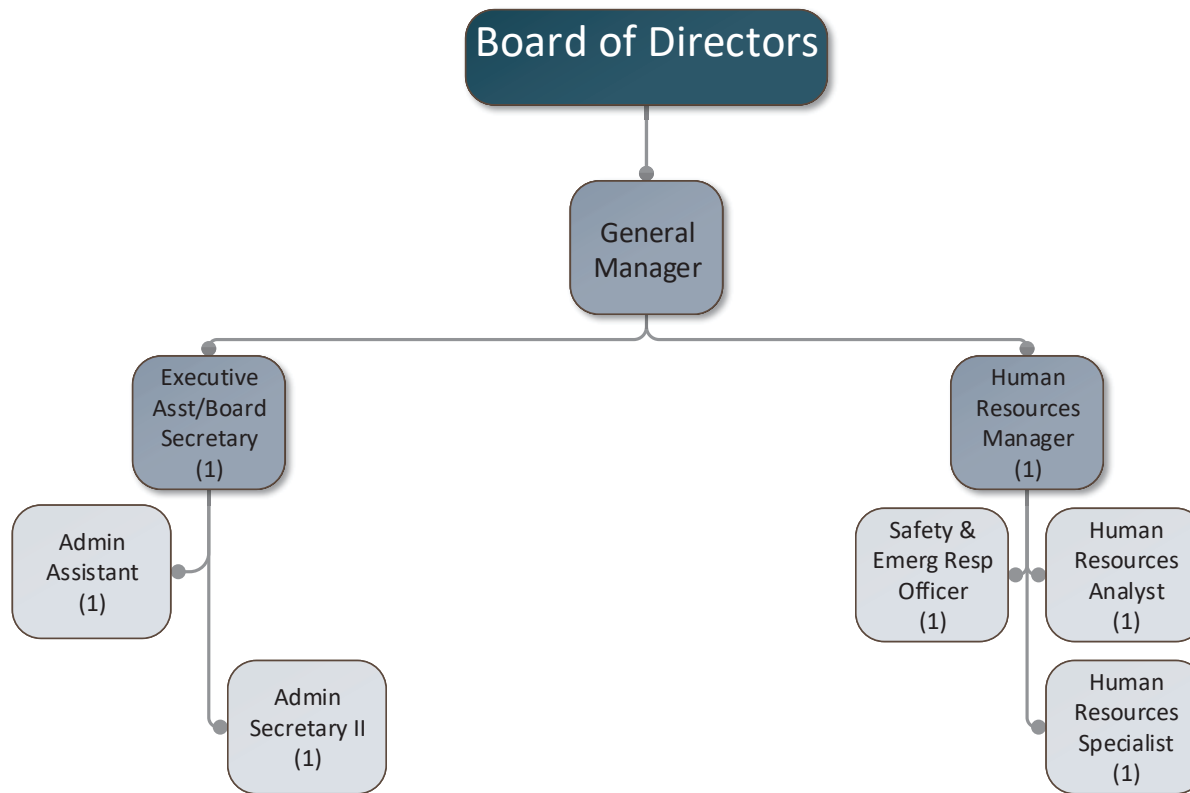 Board of Directors
General
Manager
Executive
Asst/Board
Secretary
(1)
Human
Resources
Manager
(1)
Admin
Assistant
(1)
Safety &
Emerg Resp
Officer
(1)
Human
Resources
Analyst
(1)
Admin
Secretary II
(1)
Human
Resources
Specialist
(1)